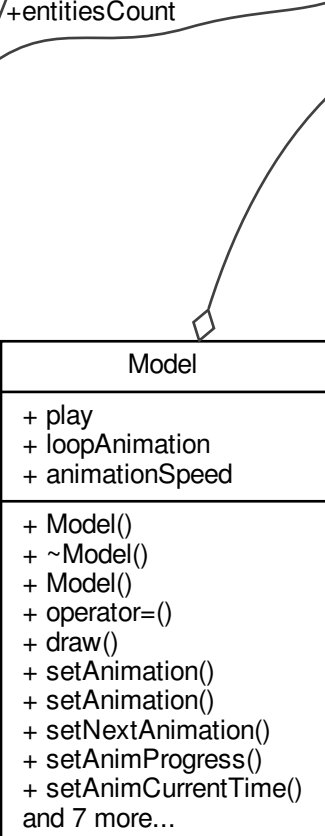 +entitiesCount
Model
+ play
+ loopAnimation
+ animationSpeed
+ Model()
+ ~Model()
+ Model()
+ operator=()
+ draw()
+ setAnimation()
+ setAnimation()
+ setNextAnimation()
+ setAnimProgress()
+ setAnimCurrentTime()
and 7 more...